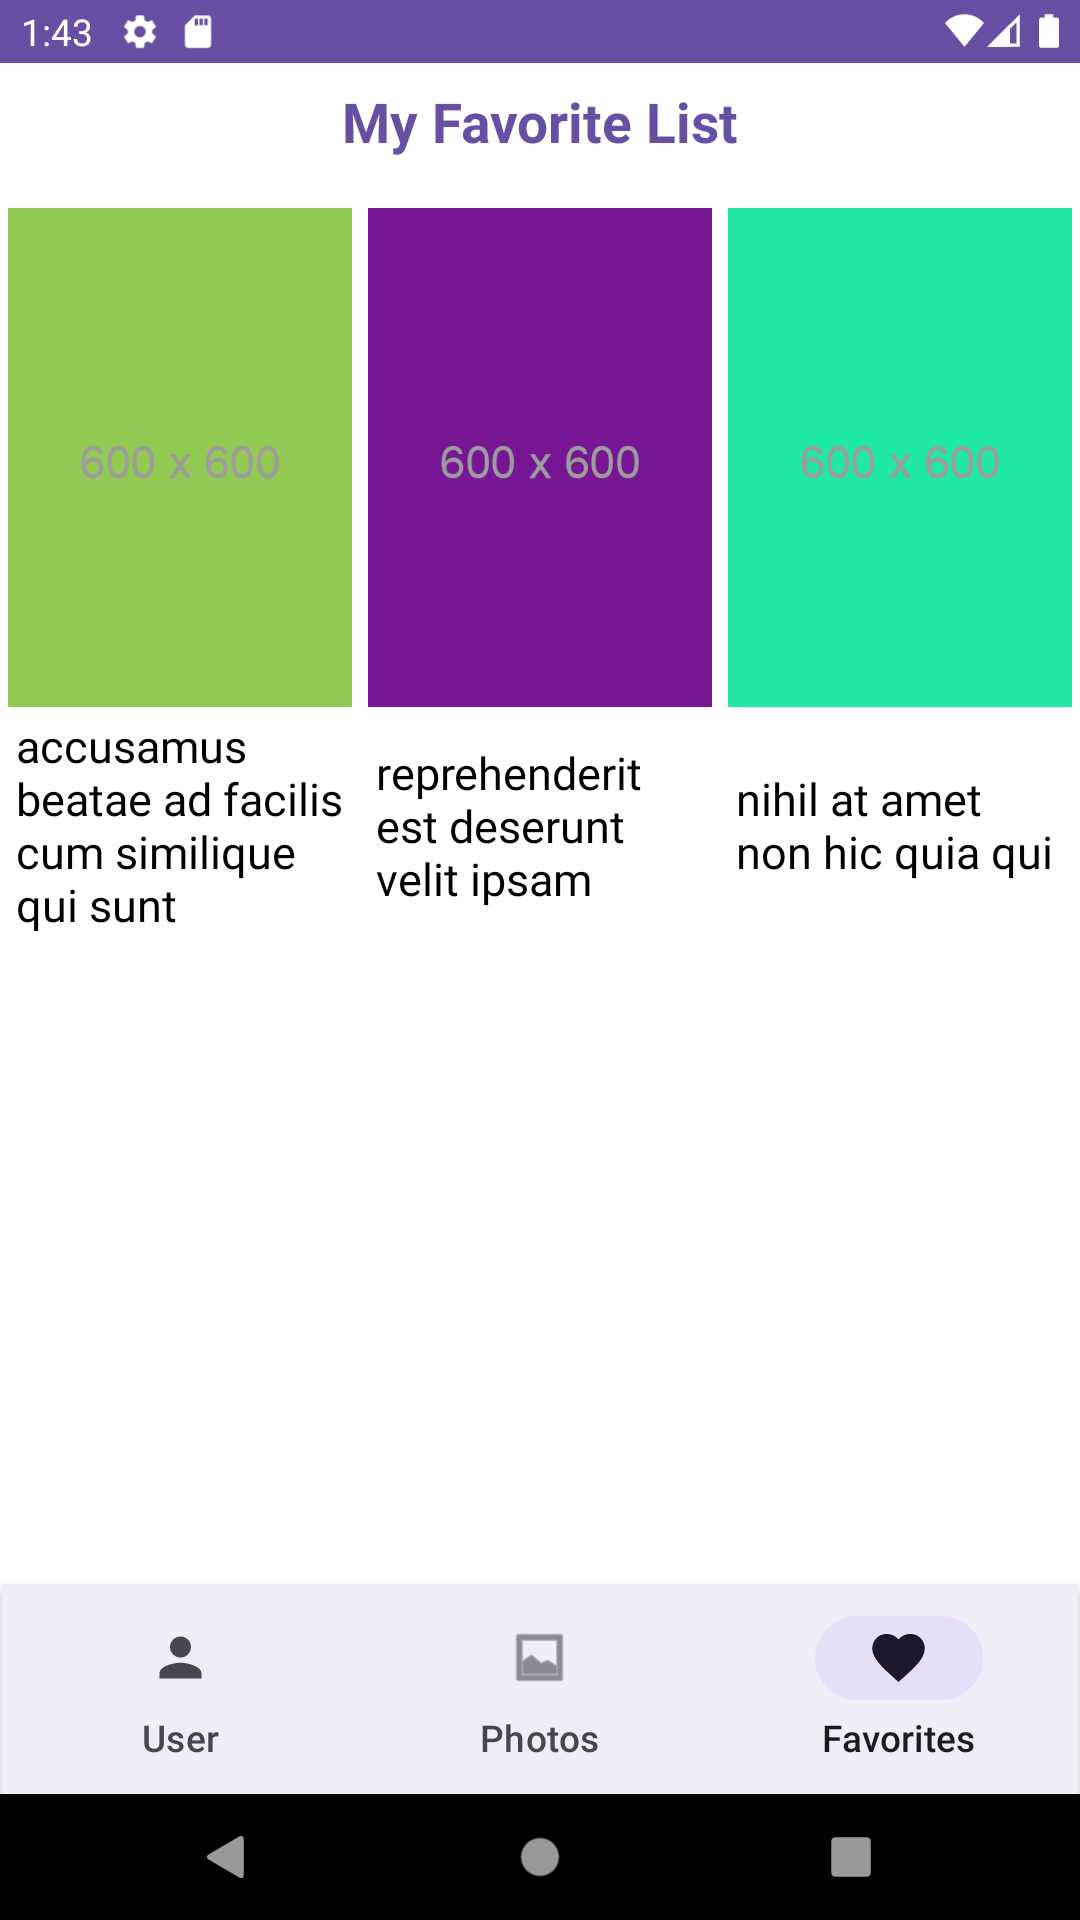 1:43
My Favorite List
600 x 600
600 x 600
600 x 600
accusamus
beatae ad facilis
cum similique
qui sunt
reprehenderit
est deserunt
velit ipsam
nihil at amet
non hic quia qui
User
Photos
Favorites